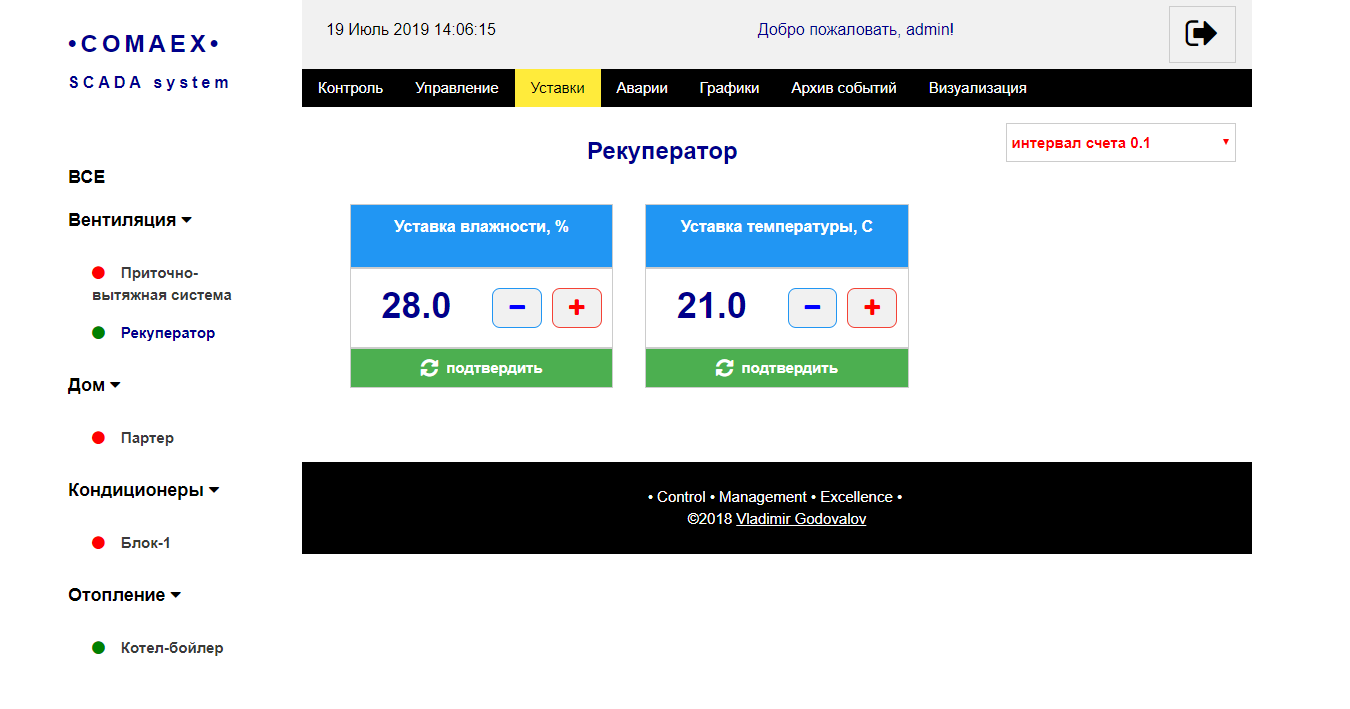 •COMAEX•
SCADA system
ВСЕ
Вентиляция
Приточно-
вытяжная система
Рекуператор
Дом
Партер
Кондиционеры
Блок-1
Отопление
Котел-бойлер
19 Июль 2019 14:06:15
Добро пожаловать, admin!
Контроль Управление Уставки Аварии Графики Архив событий Визуализация
Рекуператор
интервал счета 0.1
Уставка влажности, %
28.0
подтвердить
Уставка температуры, С
21.0
подтвердить
• Control • Management • Excellence •
©2018 Vladimir Godovalov